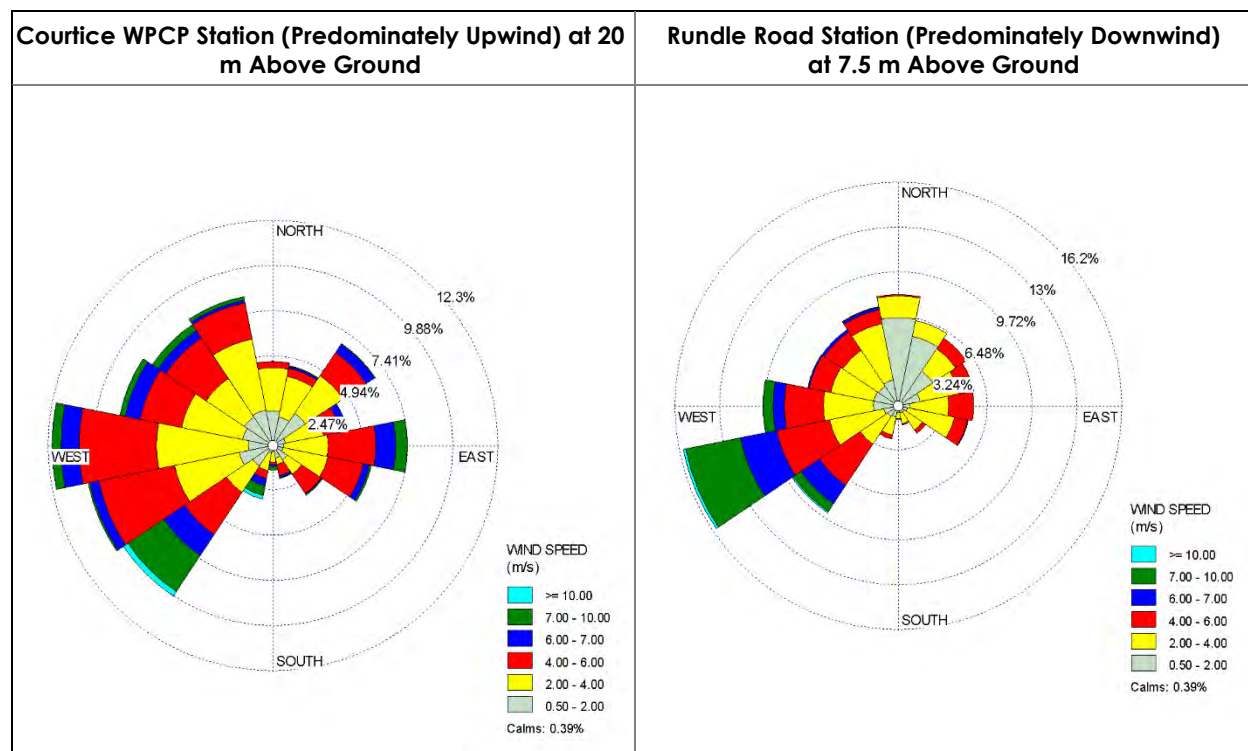 Courtice WPCP Station (Predominately Upwind) at 20
m Above Ground
Rundle Road Station (Predominately Downwind)
at 7.5 m Above Ground
NORTH
12.3%
9.88%
7.41%
4.94%
2.47%
WEST
EAST
SOUTH
WIND SPEED
(m/s)
>= 10.00
7.00 - 10.00
6.00 - 7.00
4.00 - 6.00
2.00 - 4.00
0.50 - 2.00
Calms: 0.39%
NORTH
16.2%
13%
9.72%
6.48%
3.24%
WEST
EAST
SOUTH
WIND SPEED
(m/s)
>= 10.00
7.00 - 10.00
6.00 - 7.00
4.00 - 6.00
2.00 - 4.00
0.50 - 2.00
Calms: 0.39%